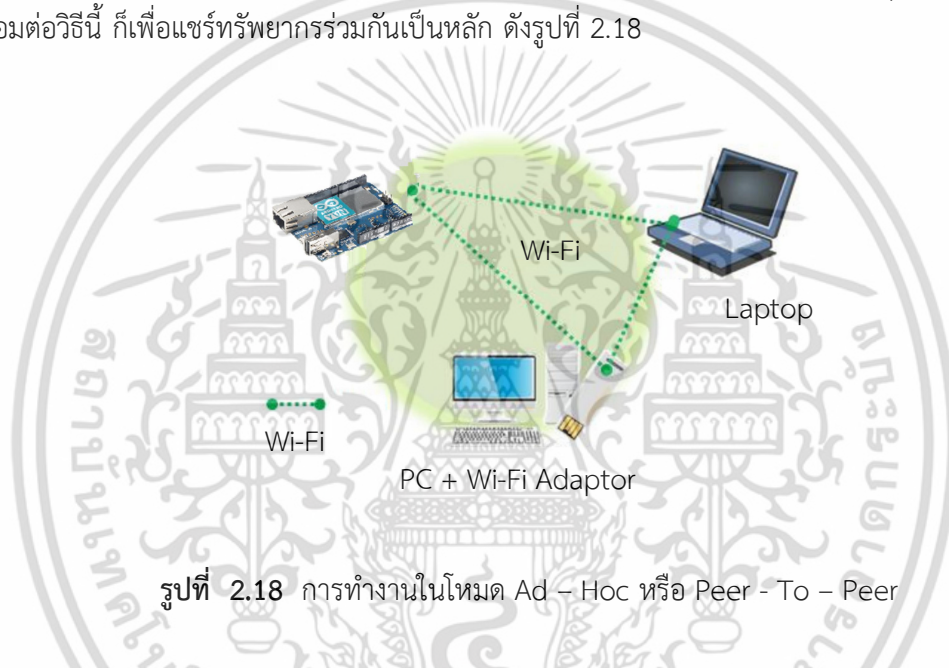 อมต่อวิธีนี้ ก็เพื่อแชร์ทรัพยากรร่วมกันเป็นหลัก ดังรูปที่ 2.18
Wi-Fi
Laptop
Wi-Fi
PC + Wi-Fi Adaptor
รูปที่ 2.18 การทำงานในโหมด Ad – Hoc หรือ Peer - To – Peer